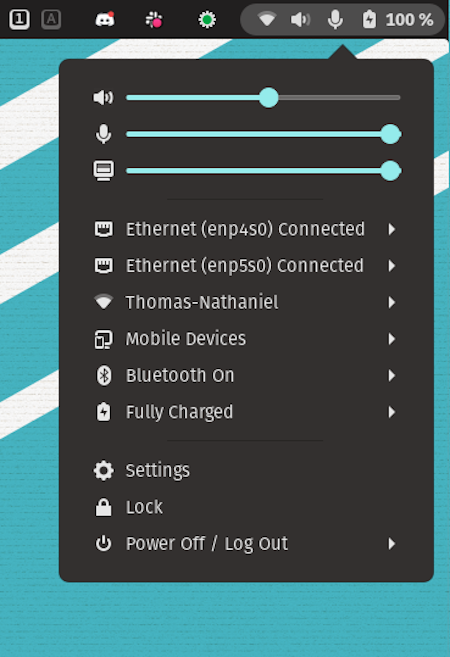 1 A 100 %
Ethernet (enp4s0) Connected
Ethernet (enp5s0) Connected
Thomas-Nathaniel
Mobile Devices
Bluetooth On
Fully Charged
Settings
Lock
Power Off / Log Out